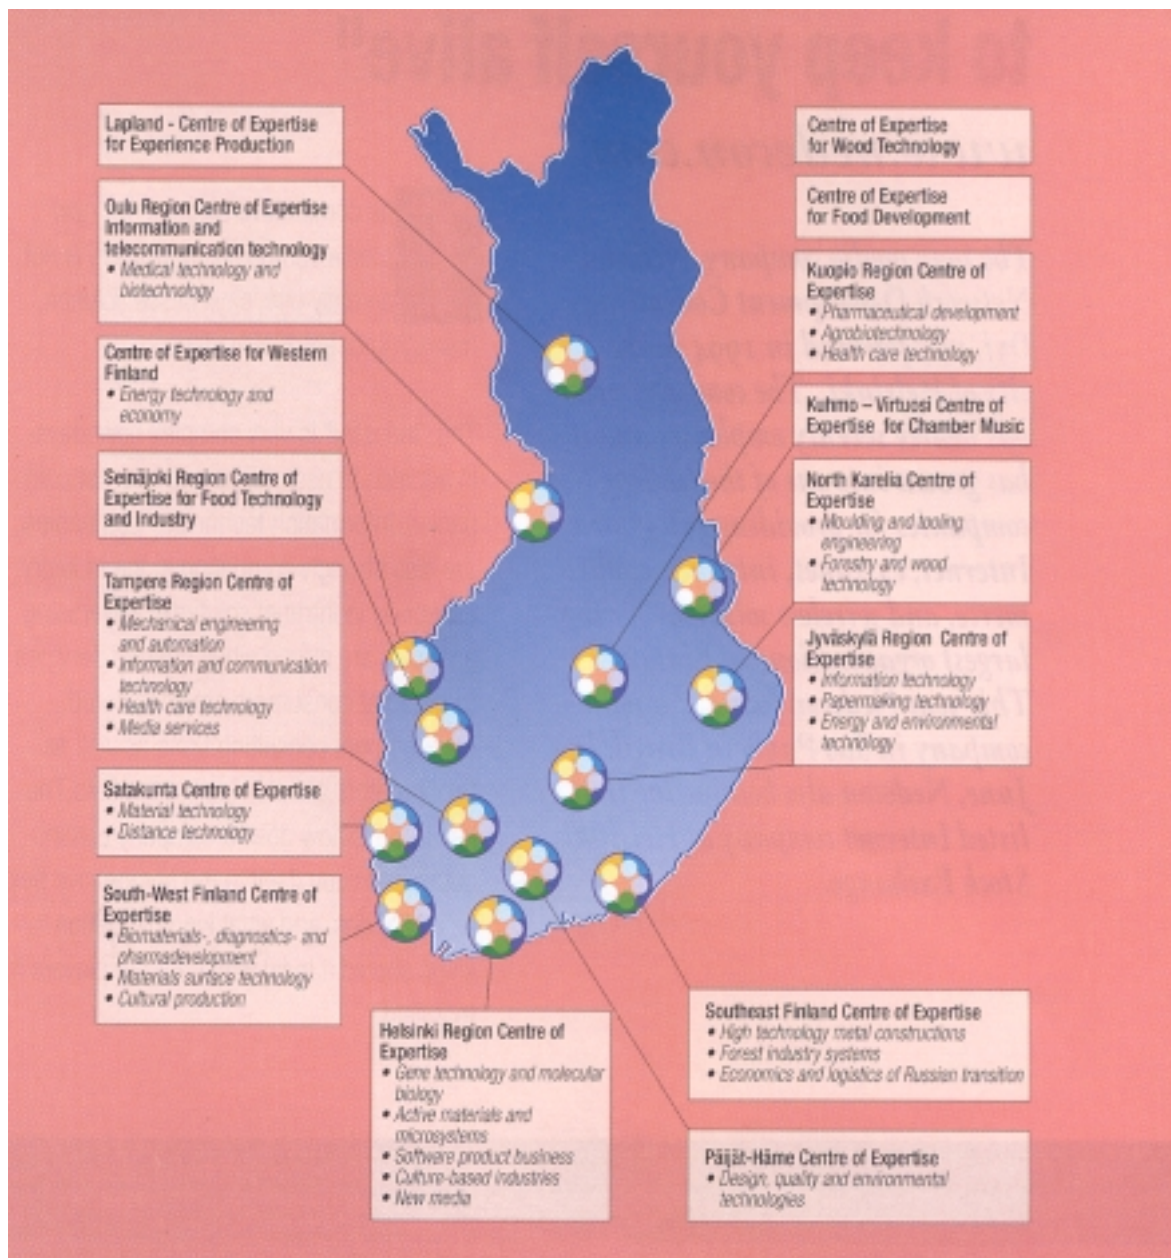 Lapland - Centre of Expertise
for Experience Production
Oulu Region Centre of Expertise
Information and
telecommunication technology
• Medical technology and
biotechnology
Centre of Expertise for Western
Finland
• Energy technology and
economy
Seinäjoki Region Centre of
Expertise for Food Technology
and Industry
Tampere Region Centre of
Expertise
• Mechanical engineering
and automation
• Information and communication
technology
• Health care technology
• Media services
Satakunta Centre of Expertise
• Material technology
• Distance technology
South-West Finland Centre of
Expertise
• Biomaterials-, diagnostics- and
pharmadevelopment
• Materials surface technology
• Cultural production
Helsinki Region Centre of
Expertise
• Gene technology and molecular
biology
• Active materials and
microsystems
• Software product business
• Culture-based industries
• New media
Centre of Expertise
for Wood Technology
Centre of Expertise
for Food Development
Kuopio Region Centre of
Expertise
• Pharmaceutical development
• Agrobiotechnology
• Health care technology
Kuhmo – Virtuosi Centre of
Expertise for Chamber Music
North Karelia Centre of
Expertise
• Moulding and tooling
engineering
• Forestry and wood
technology
Jyväskylä Region Centre of
Expertise
• Information technology
• Papermaking technology
• Energy and environmental
technology
Southeast Finland Centre of Expertise
• High technology metal constructions
• Forest industry systems
• Economics and logistics of Russian transition
Päijät-Häme Centre of Expertise
• Design, quality and environmental
technologies